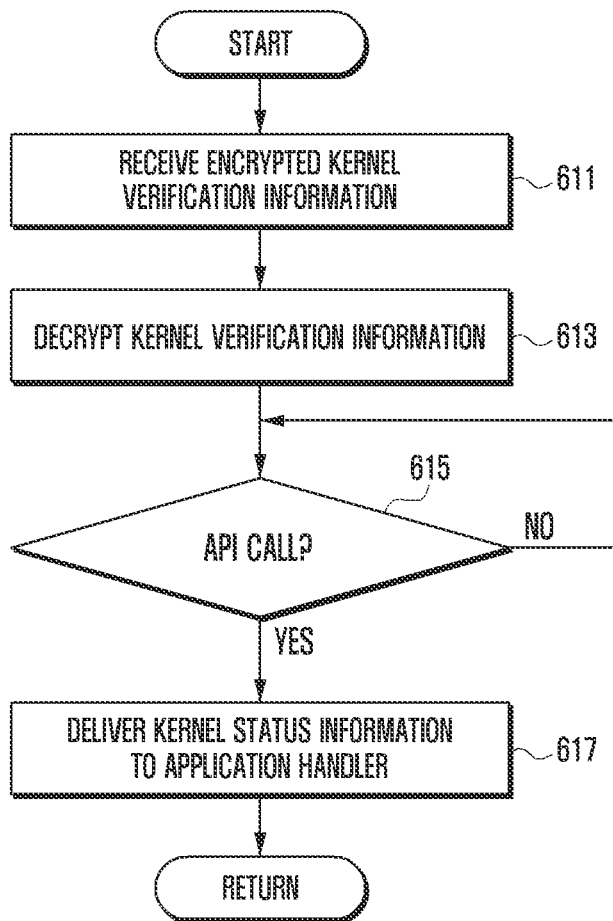 START
RECEIVE ENCRYPTED KERNEL
VERIFICATION INFORMATION
611
DECRYPT KERNEL VERIFICATION INFORMATION
613
615
API CALL?
NO
YES
DELIVER KERNEL STATUS INFORMATION
TO APPLICATION HANDLER
617
RETURN